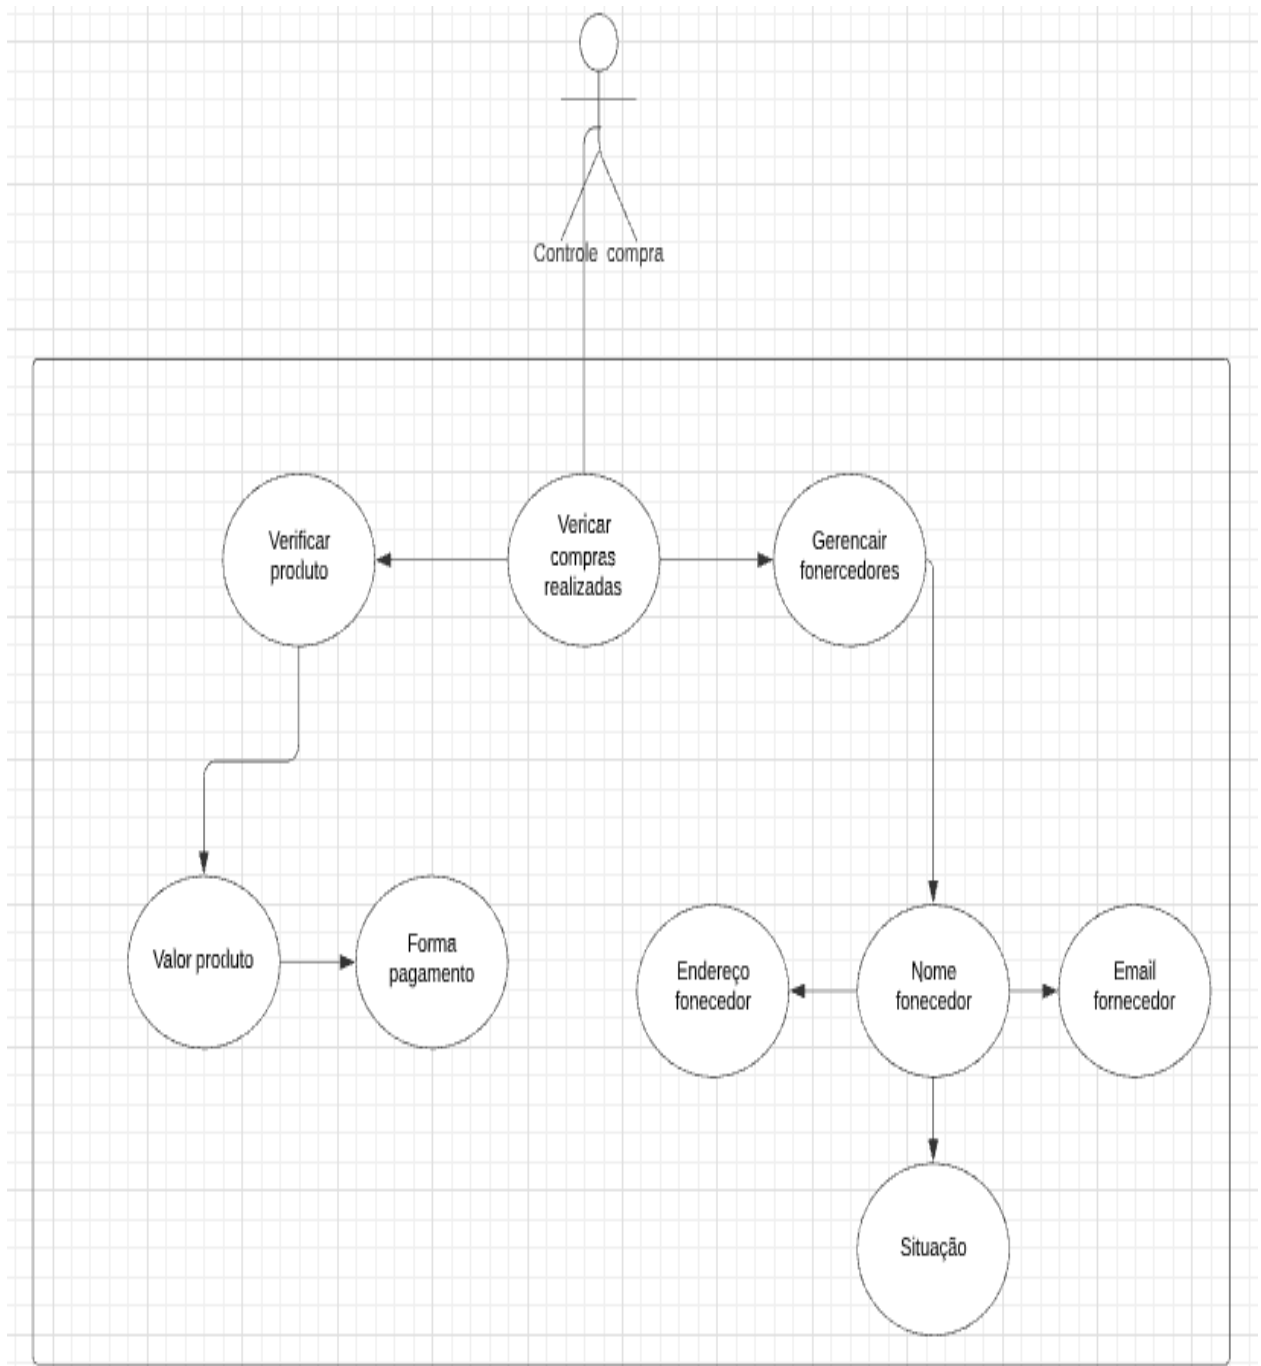 Controle compra
Verificar
produto
Vericar
compras
realizadas
Gerencair
fonercedores
Valor produto
Forma
pagamento
Endereço
fonecedor
Nome
fonecedor
Email
fornecedor
Situação